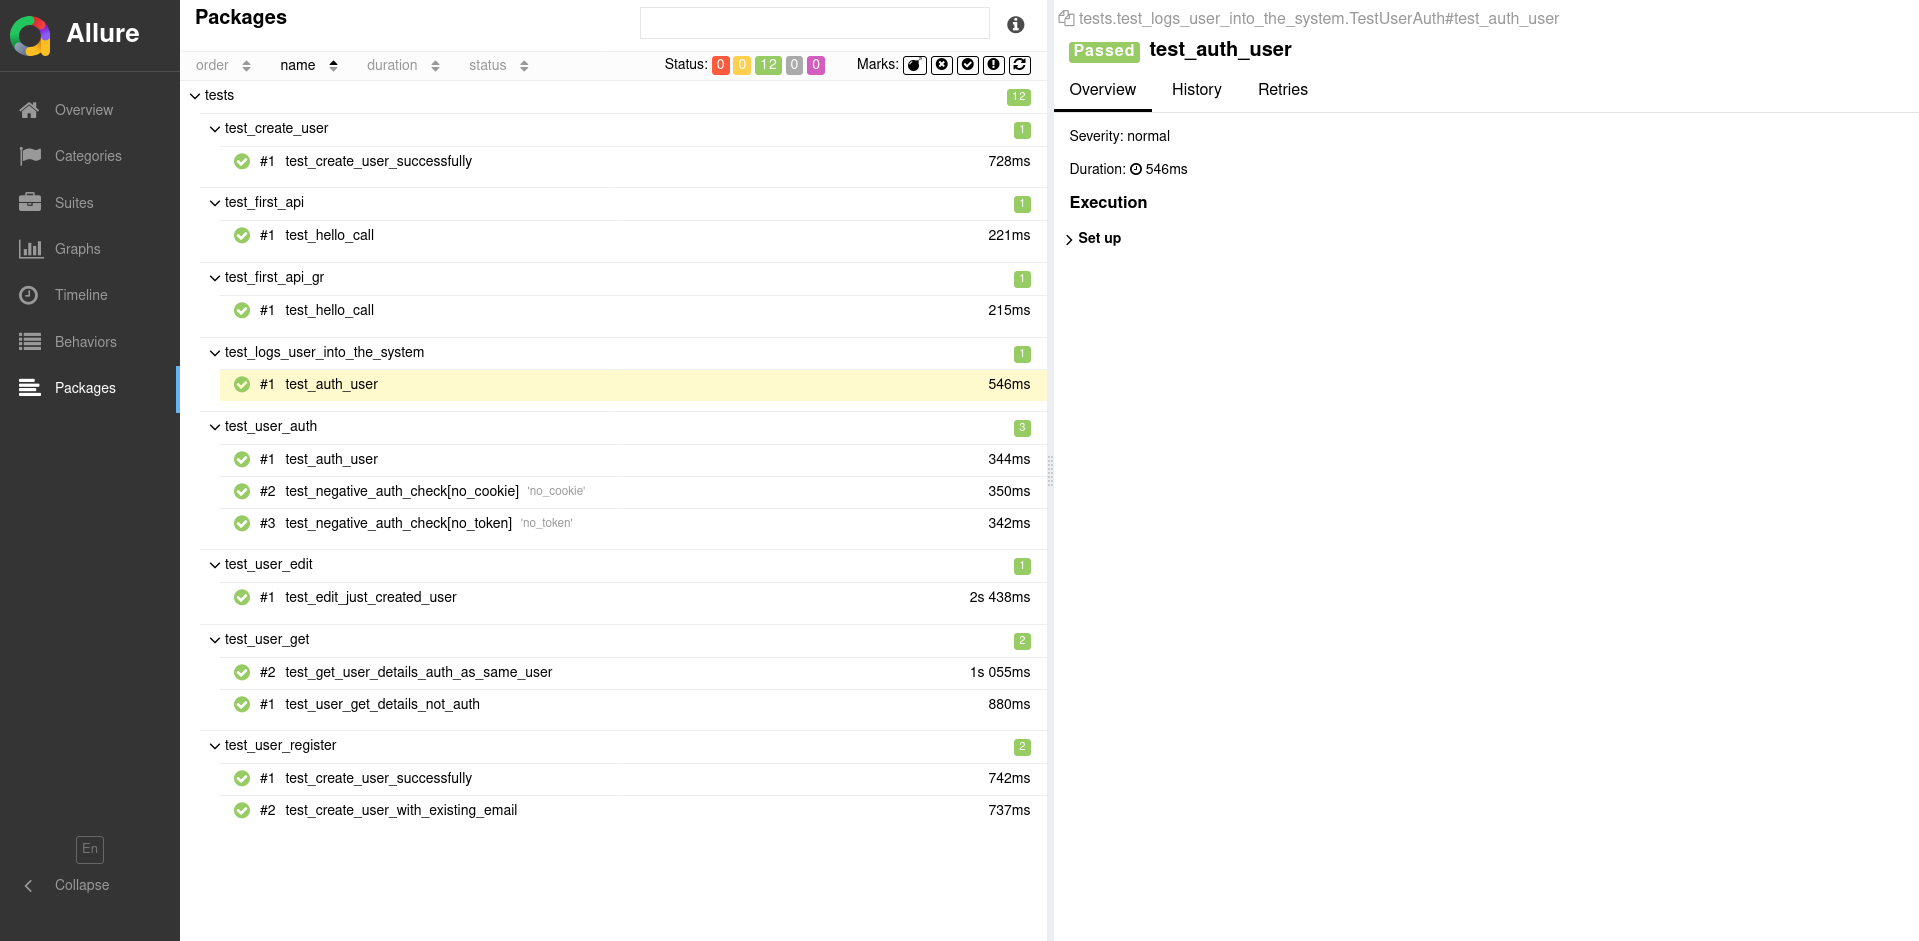 Allure
Overview
Categories
Suites
Graphs
Timeline
Behaviors
Packages
En
Collapse
Packages
order name duration status Status: 0 0 12 0 0 Marks:
tests 12
test_create_user 1
#1 test_create_user_successfully 728ms
test_first_api 1
#1 test_hello_call 221ms
test_first_api_gr 1
#1 test_hello_call 215ms
test_logs_user_into_the_system 1
#1 test_auth_user 546ms
test_user_auth 3
#1 test_auth_user 344ms
#2 test_negative_auth_check[no_cookie] 'no_cookie' 350ms
#3 test_negative_auth_check[no_token] 'no_token' 342ms
test_user_edit 1
#1 test_edit_just_created_user 2s 438ms
test_user_get 2
#2 test_get_user_details_auth_as_same_user 1s 055ms
#1 test_user_get_details_not_auth 880ms
test_user_register 2
#1 test_create_user_successfully 742ms
#2 test_create_user_with_existing_email 737ms
tests.test_logs_user_into_the_system.TestUserAuth#test_auth_user
Passed test_auth_user
Overview History Retries
Severity: normal
Duration: 546ms
Execution
Set up